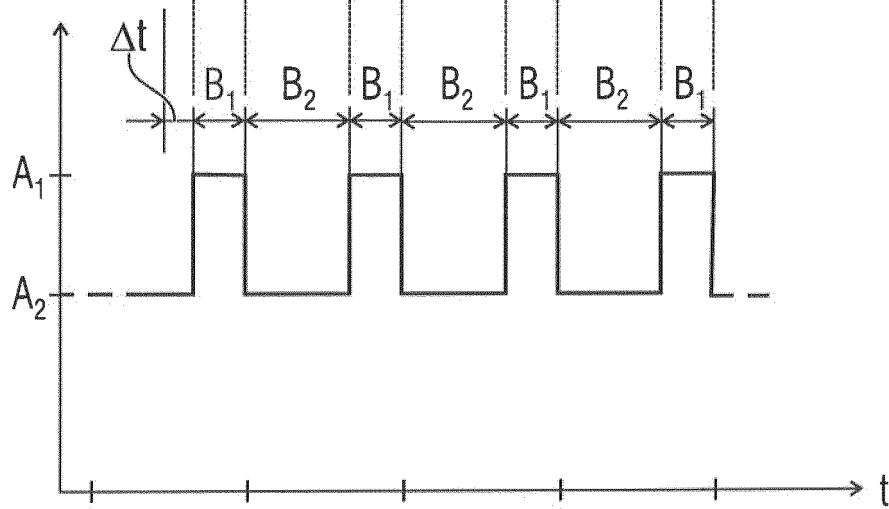 Δt
B₁ B₂ B₁ B₂ B₁ B₂ B₁
A₁
A₂
t